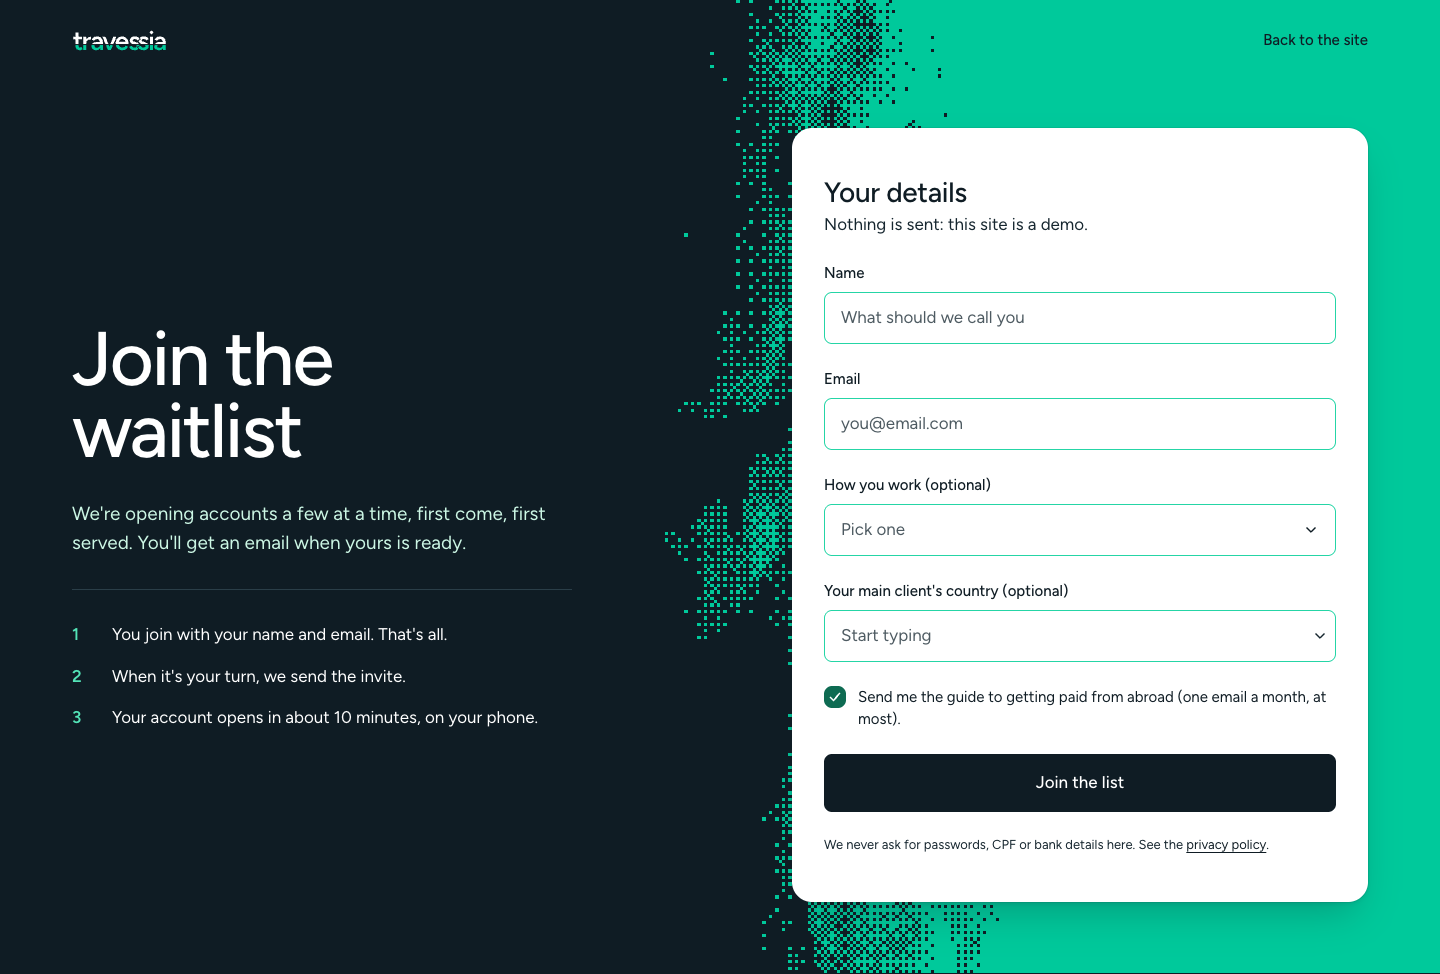 travessia
Back to the site
Join the
waitlist
We're opening accounts a few at a time, first come, first
served. You'll get an email when yours is ready.
1 You join with your name and email. That's all.
2 When it's your turn, we send the invite.
3 Your account opens in about 10 minutes, on your phone.
Your details
Nothing is sent: this site is a demo.
Name
What should we call you
Email
you@email.com
How you work (optional)
Pick one
Your main client's country (optional)
Start typing
Send me the guide to getting paid from abroad (one email a month, at
most).
Join the list
We never ask for passwords, CPF or bank details here. See the privacy policy.